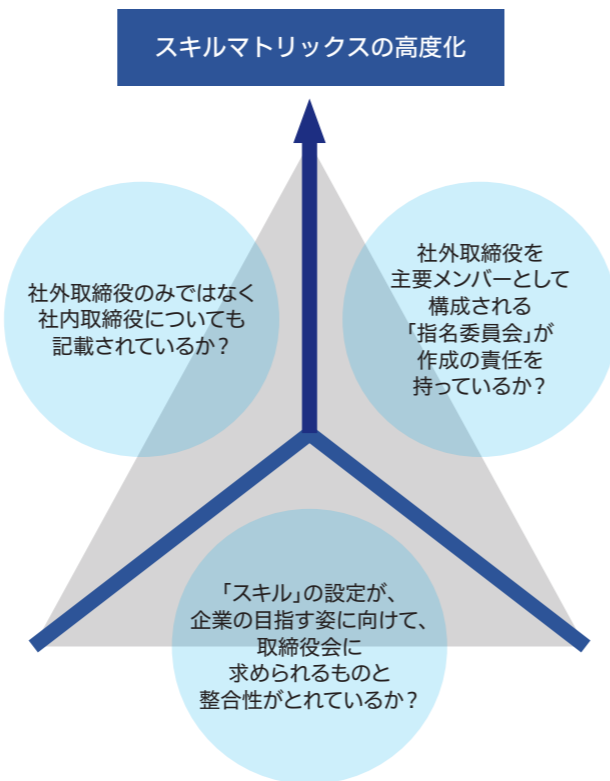 スキルマトリックスの高度化
社外取締役のみではなく
社内取締役についても
記載されているか?
社外取締役を
主要メンバーとして
構成される
「指名委員会」が
作成の責任を
持っているか?
「スキル」の設定が、
企業の目指す姿に向けて、
取締役会に
求められるものと
整合性がとれているか?